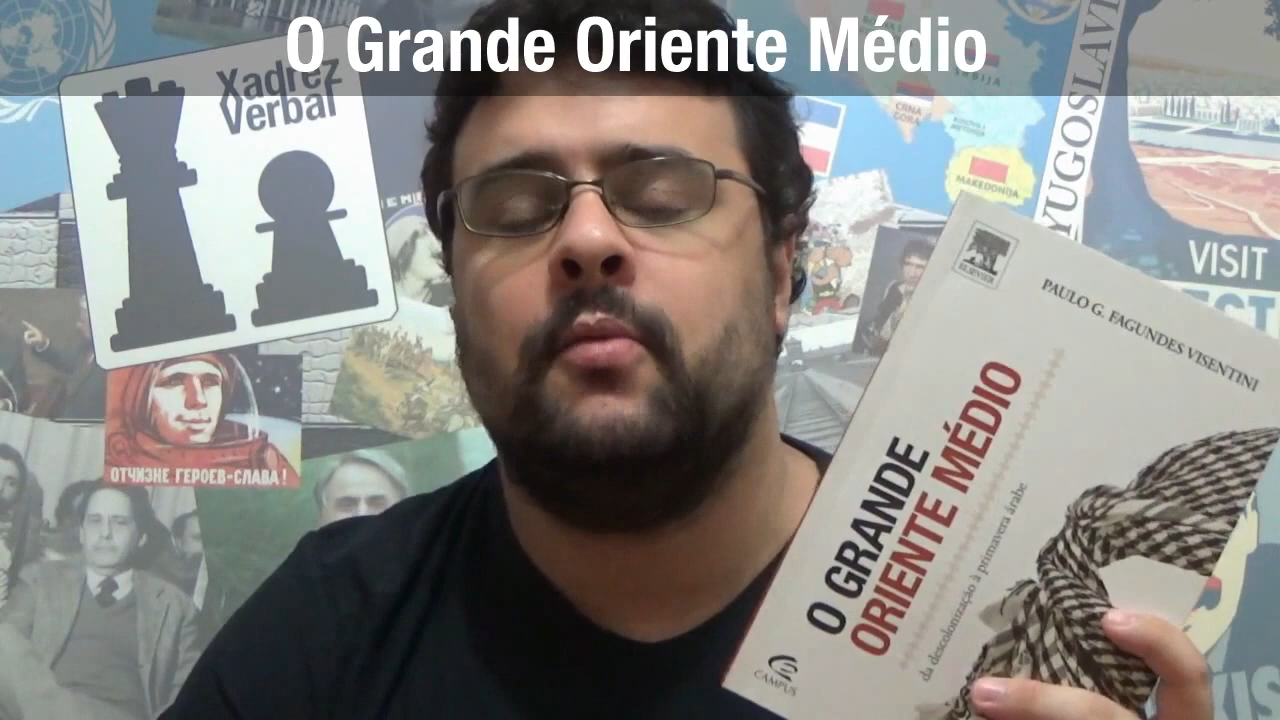 O Grande Oriente Médio
Xadrez
Verbal
CRNA
GORA
MAKEDONIJA
YUGOSLAVI
VISIT
ОТЧИЗНЕ ГЕРОЕВ-СЛАВА!
ELSEVIER
PAULO G. FAGUNDES VISENTINI
O GRANDE
ORIENTE MÉDIO
da descolonização à primavera árabe
CAMPUS